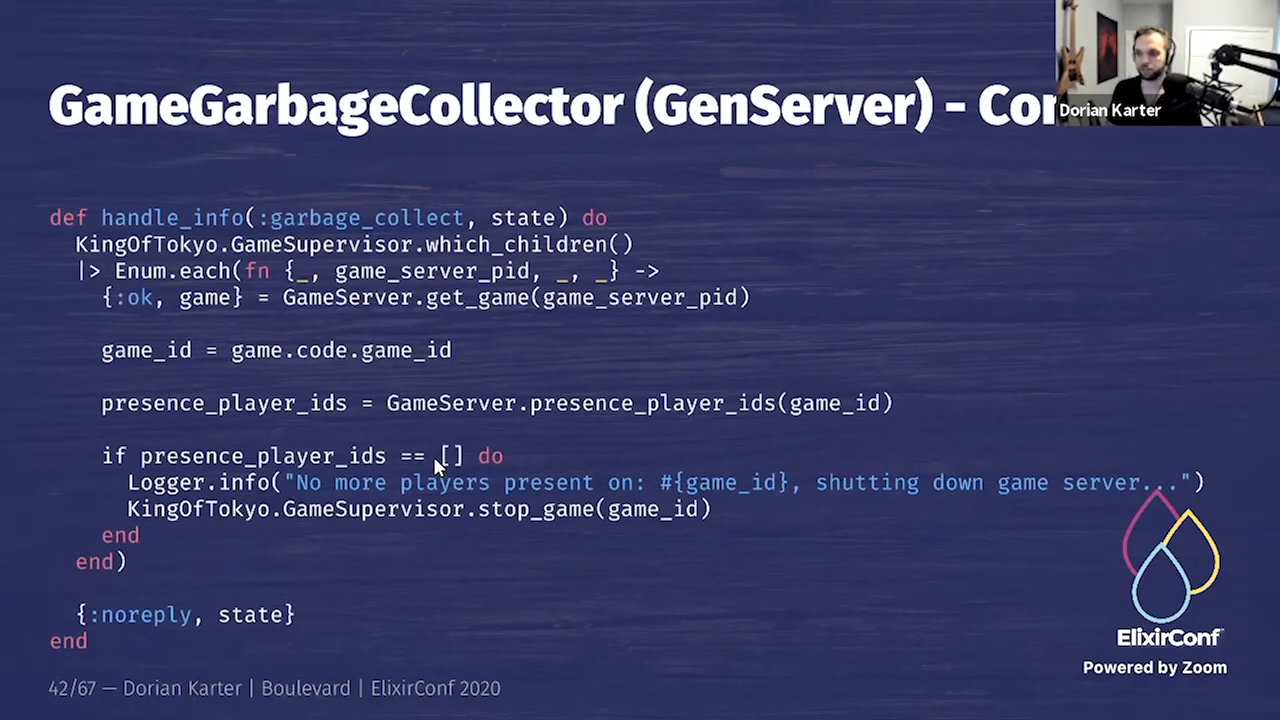 GameGarbageCollector (GenServer) - Con
Dorian Karter
def handle_info(:garbage_collect, state) do
KingOfTokyo.GameSupervisor.which_children()
|> Enum.each(fn {_, game_server_pid, _, _} ->
{:ok, game} = GameServer.get_game(game_server_pid)
game_id = game.code.game_id
presence_player_ids = GameServer.presence_player_ids(game_id)
if presence_player_ids == [] do
Logger.info("No more players present on: #{game_id}, shutting down game server...")
KingOfTokyo.GameSupervisor.stop_game(game_id)
end
end)
{:noreply, state}
end
ElixirConf
Powered by Zoom
42/67 — Dorian Karter | Boulevard | ElixirConf 2020